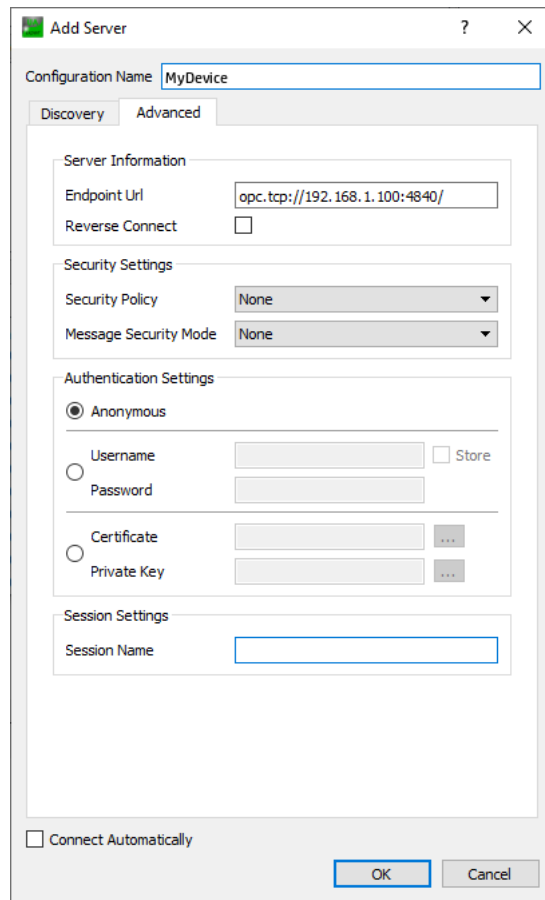 Add Server ?
Configuration Name MyDevice
Discovery Advanced
Server Information
Endpoint Url opc.tcp://192.168.1.100:4840/
Reverse Connect
Security Settings
Security Policy None
Message Security Mode None
Authentication Settings
Anonymous
Username Store
Password
Certificate ...
Private Key ...
Session Settings
Session Name
Connect Automatically
OK Cancel